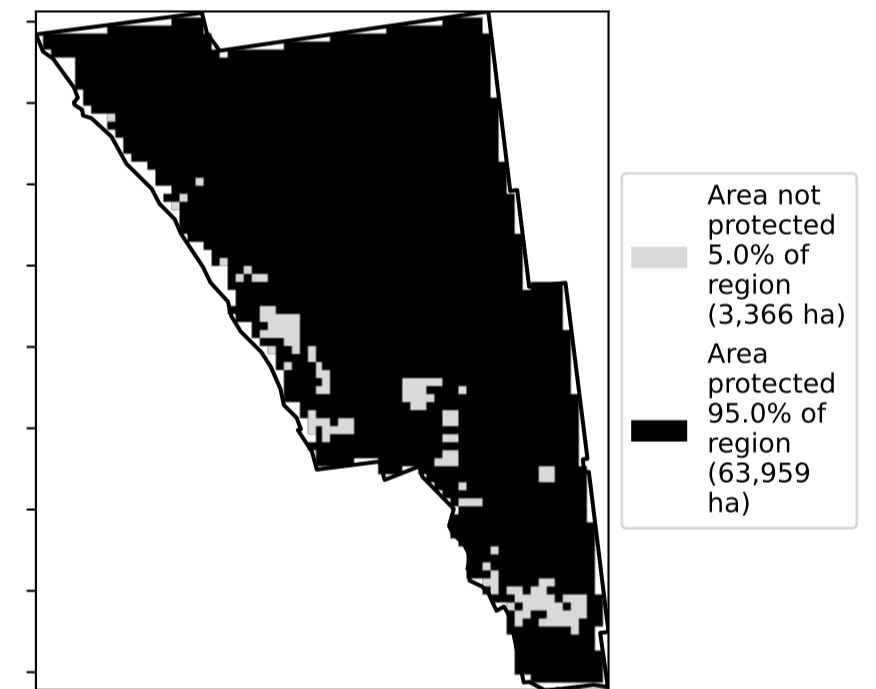 Area not
protected
5.0% of
region
(3,366 ha)
Area
protected
95.0% of
region
(63,959
ha)